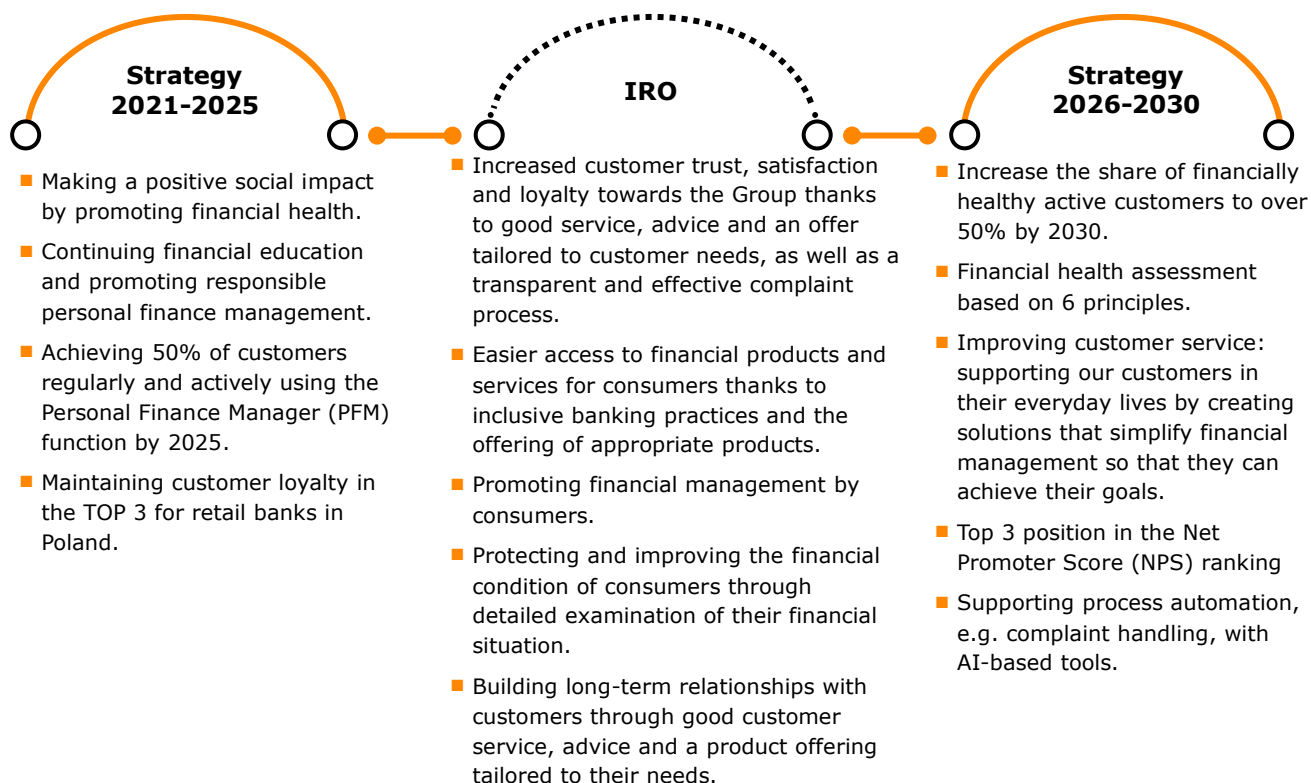 Strategy
2021-2025
Making a positive social impact
by promoting financial health.
Continuing financial education
and promoting responsible
personal finance management.
Achieving 50% of customers
regularly and actively using the
Personal Finance Manager (PFM)
function by 2025.
Maintaining customer loyalty in
the TOP 3 for retail banks in
Poland.
IRO
Increased customer trust, satisfaction
and loyalty towards the Group thanks
to good service, advice and an offer
tailored to customer needs, as well as a
transparent and effective complaint
process.
Easier access to financial products and
services for consumers thanks to
inclusive banking practices and the
offering of appropriate products.
Promoting financial management by
consumers.
Protecting and improving the financial
condition of consumers through
detailed examination of their financial
situation.
Building long-term relationships with
customers through good customer
service, advice and a product offering
tailored to their needs.
Strategy
2026-2030
Increase the share of financially
healthy active customers to over
50% by 2030.
Financial health assessment
based on 6 principles.
Improving customer service:
supporting our customers in
their everyday lives by creating
solutions that simplify financial
management so that they can
achieve their goals.
Top 3 position in the Net
Promoter Score (NPS) ranking
Supporting process automation,
e.g. complaint handling, with
AI-based tools.